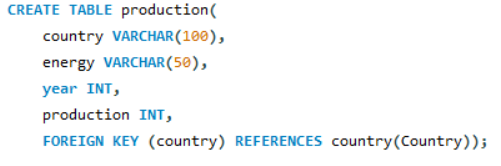 CREATE TABLE production(
country VARCHAR(100),
energy VARCHAR(50),
year INT,
production INT,
FOREIGN KEY (country) REFERENCES country(Country));